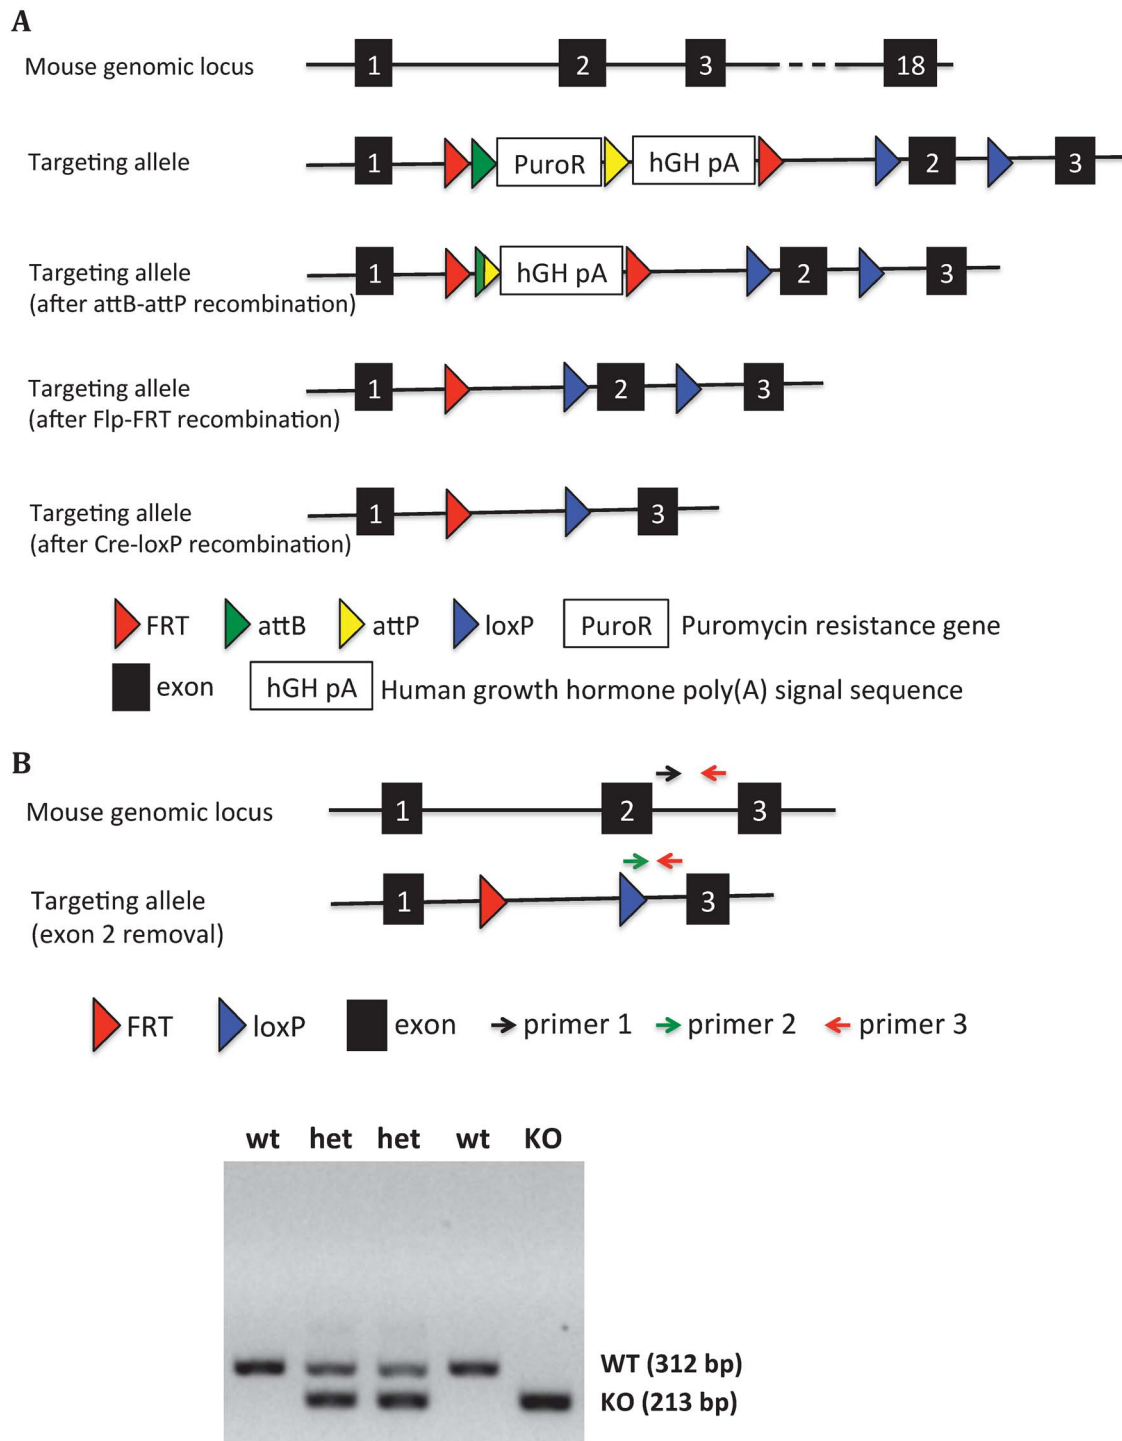 A
Mouse genomic locus
1 2 3 18
Targeting allele
1 PuroR hGH pA 2 3
Targeting allele
(after attB-attP recombination)
1 hGH pA 2 3
Targeting allele
(after Flp-FRT recombination)
1 2 3
Targeting allele
(after Cre-loxP recombination)
1 3
FRT attB attP loxP PuroR Puromycin resistance gene
exon hGH pA Human growth hormone poly(A) signal sequence
B
Mouse genomic locus
1 2 3
Targeting allele
(exon 2 removal)
1 3
FRT loxP exon primer 1 primer 2 primer 3
wt het het wt KO
WT (312 bp)
KO (213 bp)